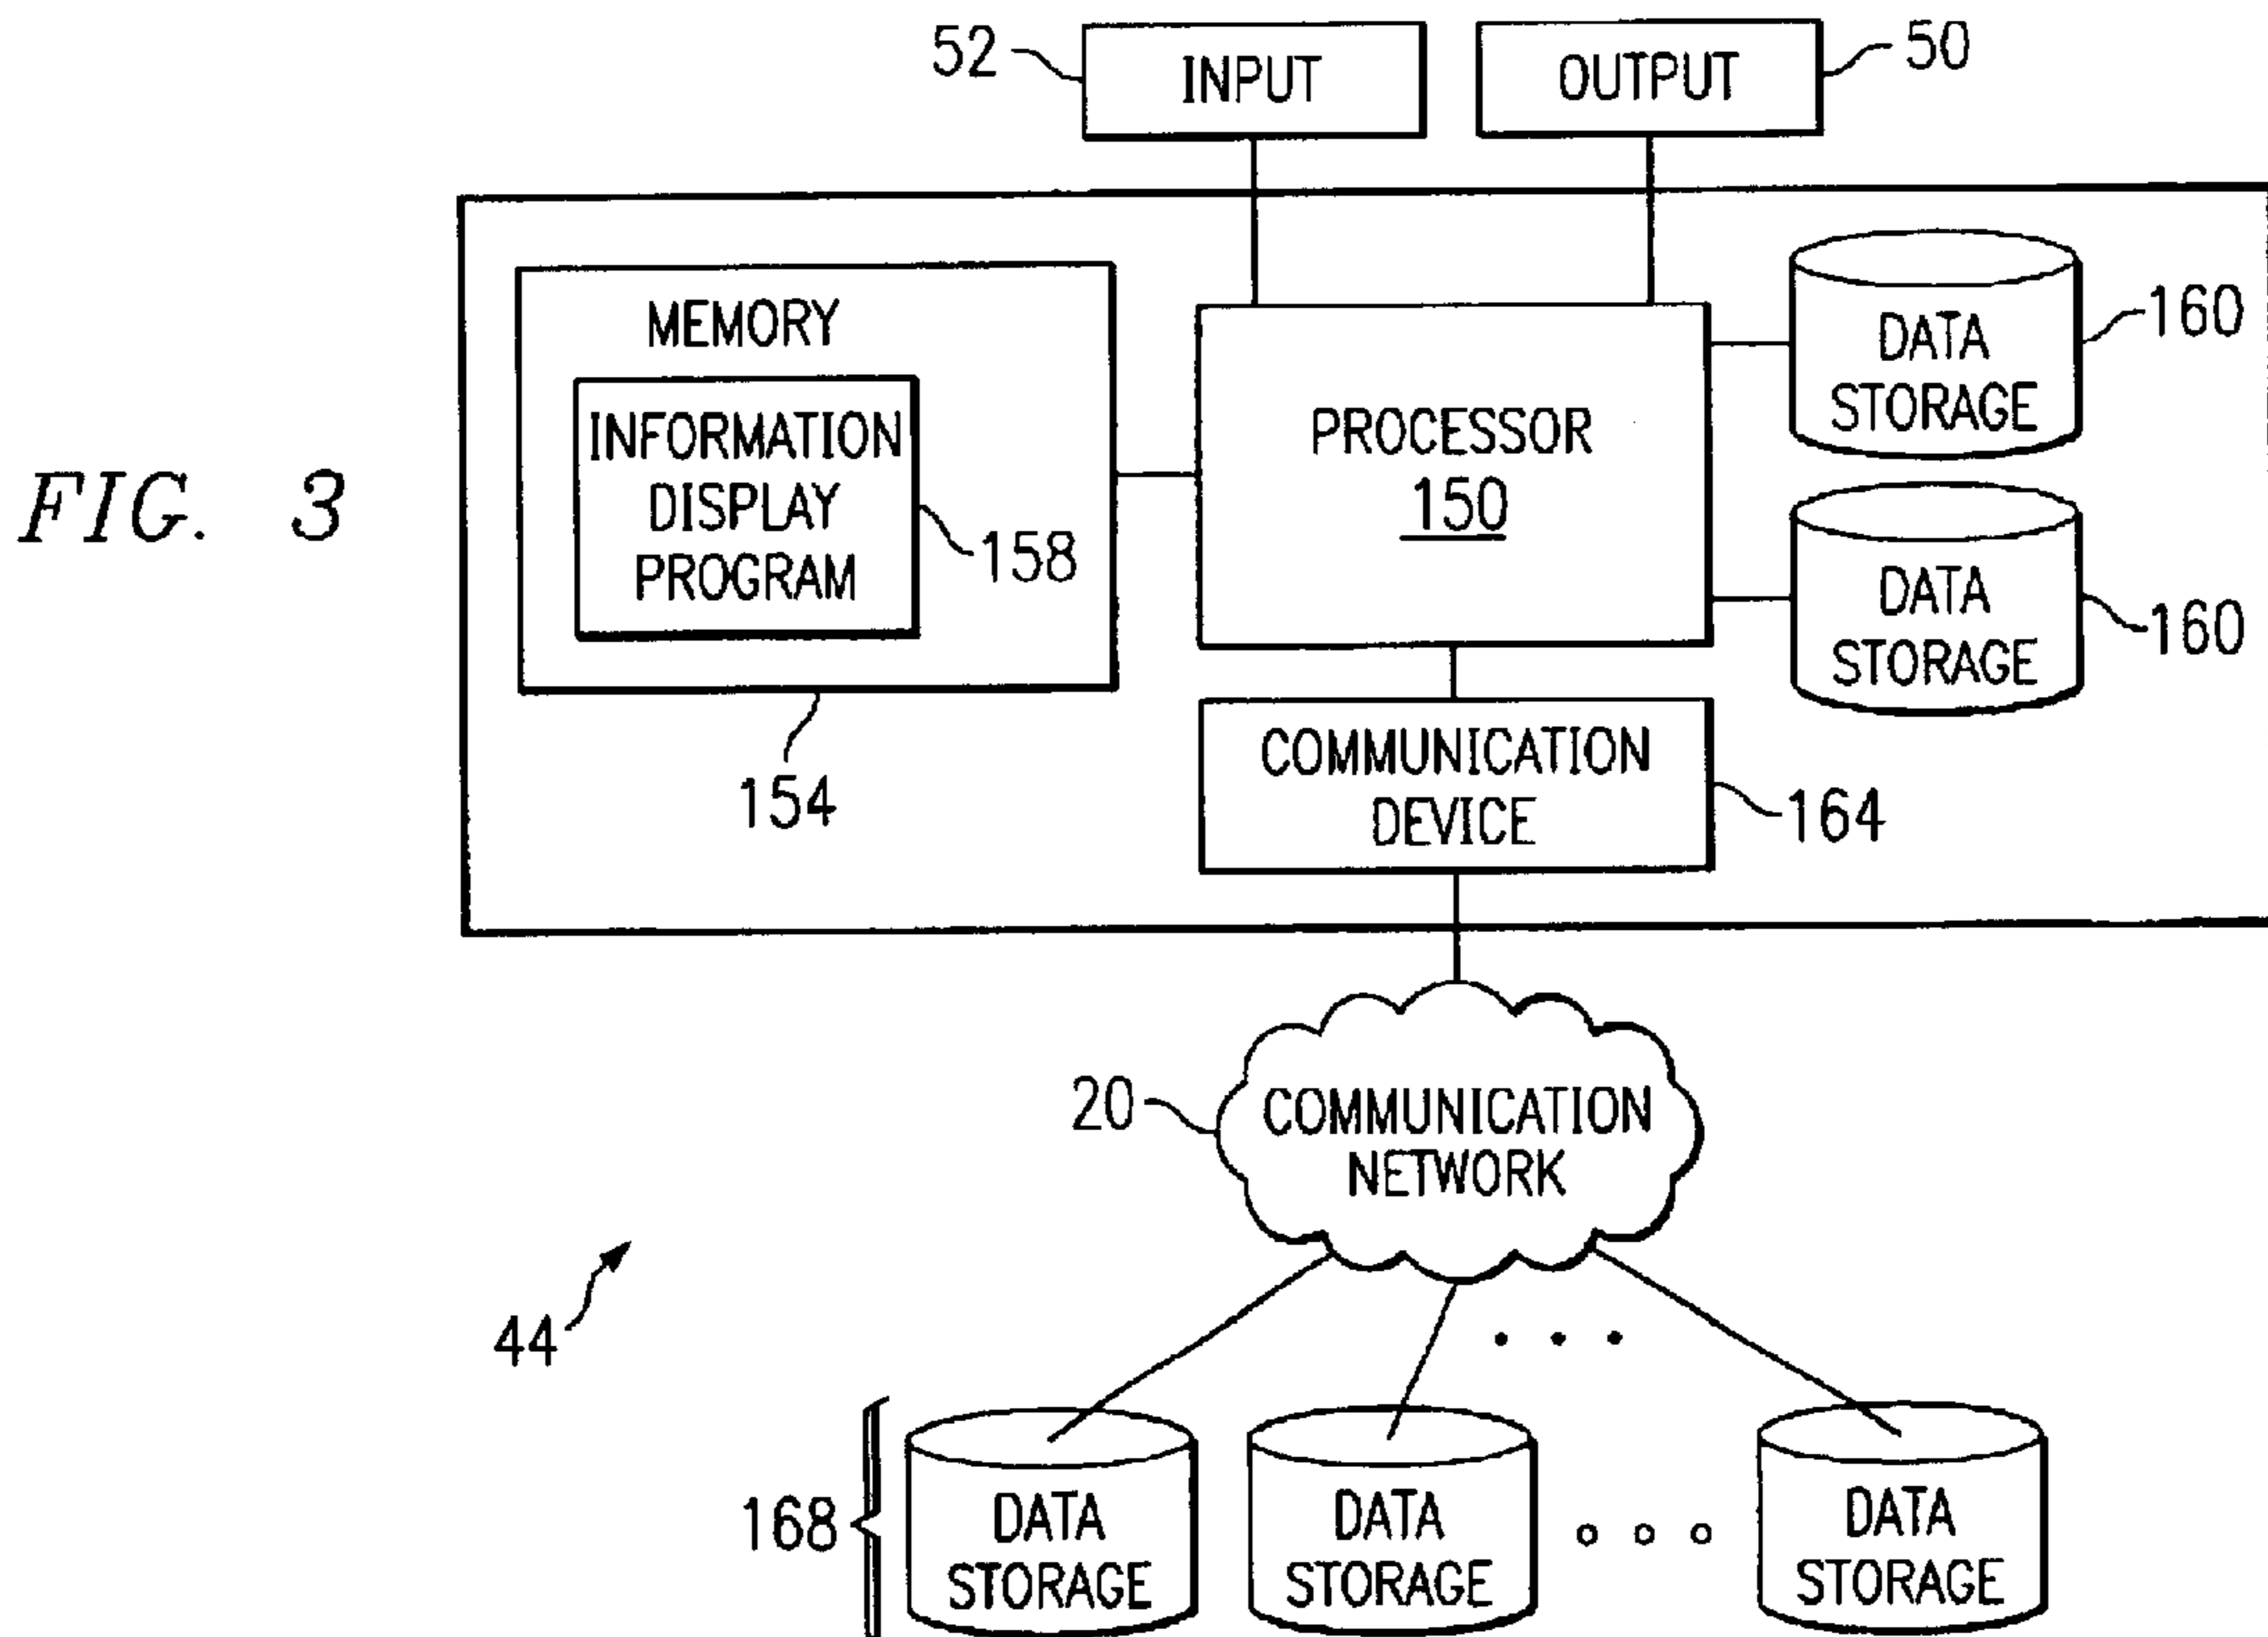 52
INPUT
OUTPUT
50
MEMORY
INFORMATION
DISPLAY
PROGRAM
158
154
PROCESSOR
150
DATA
STORAGE
160
DATA
STORAGE
160
COMMUNICATION
DEVICE
164
FIG. 3
20
COMMUNICATION
NETWORK
44
168
DATA
STORAGE
DATA
STORAGE
DATA
STORAGE